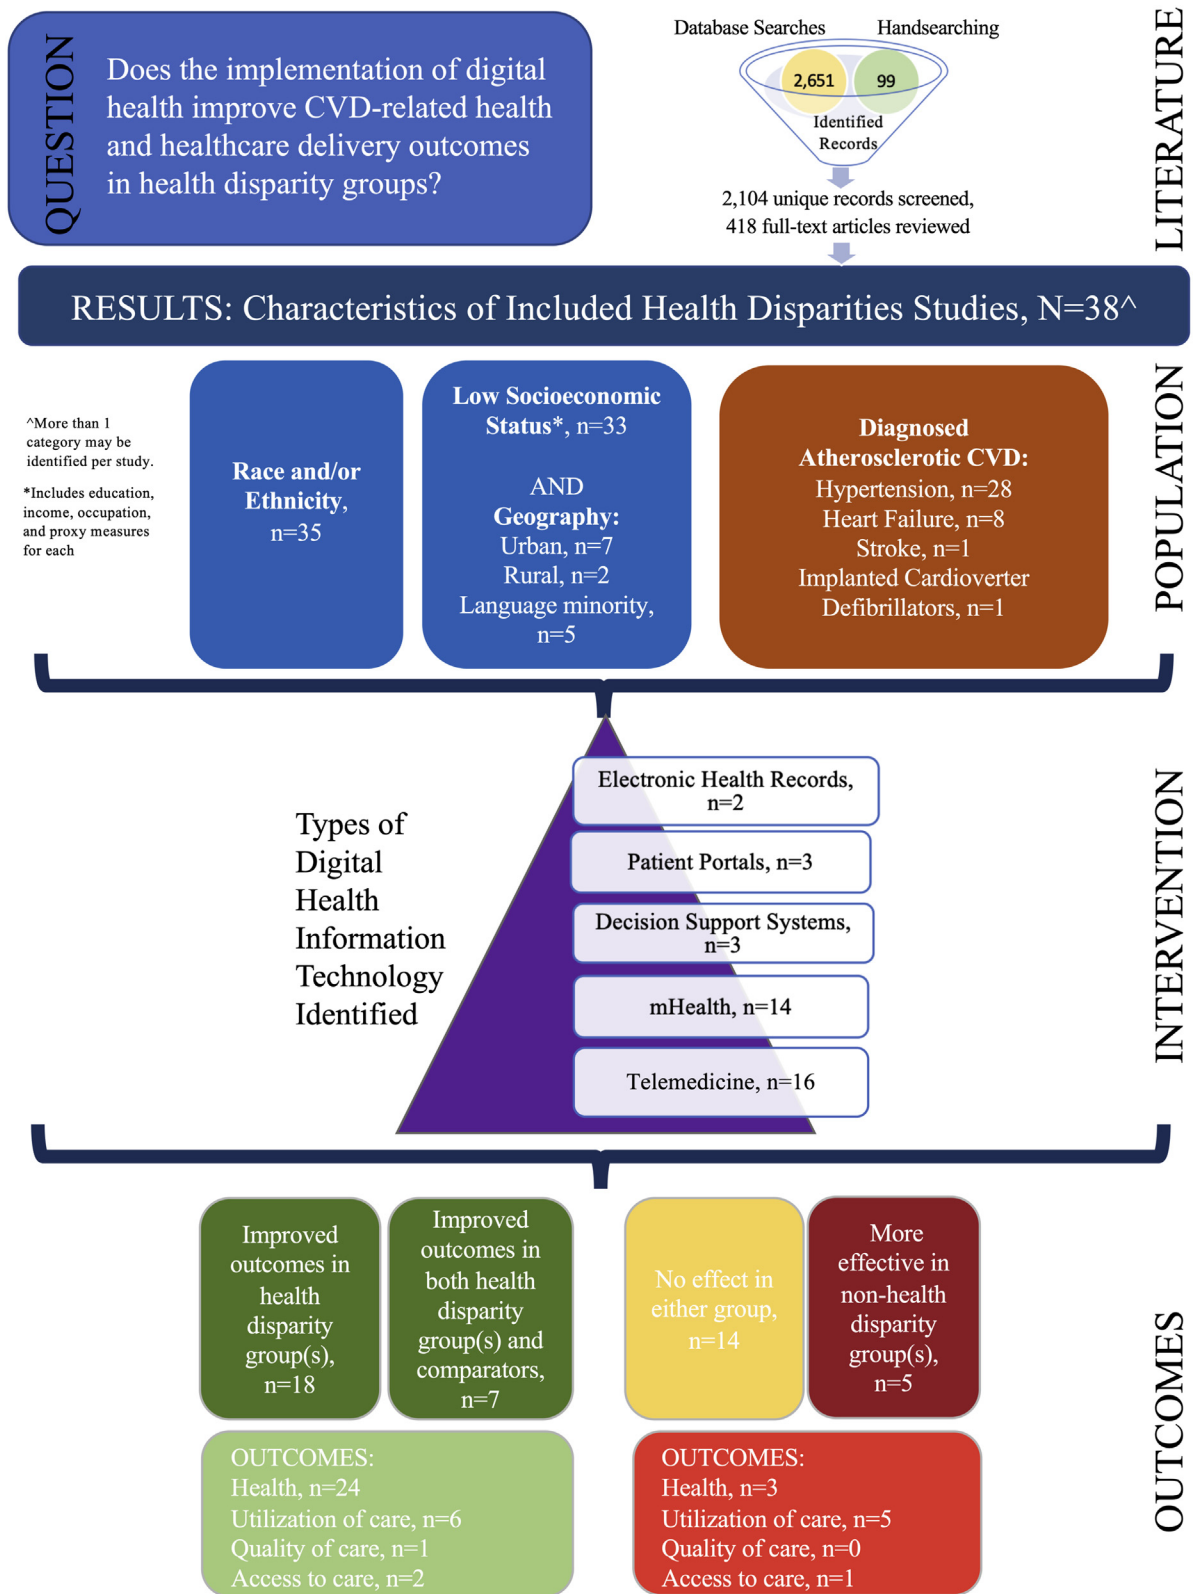 QUESTION
Does the implementation of digital
health improve CVD-related health
and healthcare delivery outcomes
in health disparity groups?
Database Searches
Handsearching
2,651
99
Identified
Records
2,104 unique records screened,
418 full-text articles reviewed
LITERATURE
RESULTS: Characteristics of Included Health Disparities Studies, N=38^
^More than 1
category may be
identified per study.
*Includes education,
income, occupation,
and proxy measures
for each
Race and/or
Ethnicity,
n=35
Low Socioeconomic
Status*, n=33
AND
Geography:
Urban, n=7
Rural, n=2
Language minority,
n=5
Diagnosed
Atherosclerotic CVD:
Hypertension, n=28
Heart Failure, n=8
Stroke, n=1
Implanted Cardioverter
Defibrillators, n=1
POPULATION
Types of
Digital
Health
Information
Technology
Identified
Electronic Health Records,
n=2
Patient Portals, n=3
Decision Support Systems,
n=3
mHealth, n=14
Telemedicine, n=16
INTERVENTION
Improved
outcomes in
health
disparity
group(s),
n=18
Improved
outcomes in
both health
disparity
group(s) and
comparators,
n=7
No effect in
either group,
n=14
More
effective in
non-health
disparity
group(s),
n=5
OUTCOMES:
Health, n=24
Utilization of care, n=6
Quality of care, n=1
Access to care, n=2
OUTCOMES:
Health, n=3
Utilization of care, n=5
Quality of care, n=0
Access to care, n=1
OUTCOMES